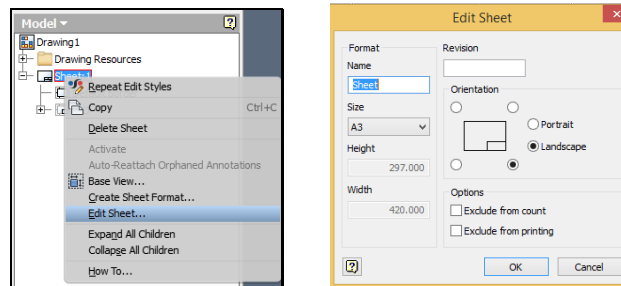 Model
Drawing1
Drawing Resources
Sheet:1
Repeat Edit Styles
Copy Ctrl+C
Delete Sheet
Activate
Auto-Reattach Orphaned Annotations
Base View...
Create Sheet Format...
Edit Sheet...
Expand All Children
Collapse All Children
How To...
Edit Sheet
Format
Name
Sheet
Size
A3
Height
297.000
Width
420.000
Revision
Orientation
Portrait
Landscape
Options
Exclude from count
Exclude from printing
OK Cancel